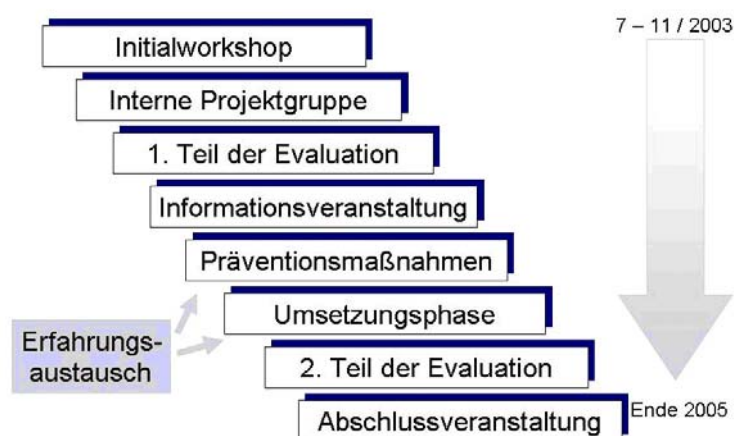 7 – 11 / 2003
Initialworkshop
Interne Projektgruppe
1. Teil der Evaluation
Informationsveranstaltung
Präventionsmaßnahmen
Umsetzungsphase
Erfahrungs-
austausch
2. Teil der Evaluation
Abschlussveranstaltung
Ende 2005